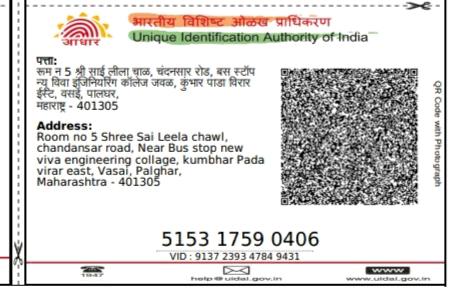 भारतीय विशिष्ट ओळख प्राधिकरण
Unique Identification Authority of India
आधार
पत्ता:
रूम न 5 श्री साई लीला चाळ, चंदनसार रोड, बस स्टॉप
न्यु विवा इंजिनियरिंग कॉलेज जवळ, कुंभार पाडा विरार
ईस्ट, वसई, पालघर,
महाराष्ट्र - 401305
Address:
Room no 5 Shree Sai Leela chawl,
chandansar road, Near Bus stop new
viva engineering collage, kumbhar Pada
virar east, Vasai, Palghar,
Maharashtra - 401305
QR Code with Photograph
5153 1759 0406
VID : 9137 2393 4784 9431
1947
help@uidai.gov.in
www
www.uidai.gov.in